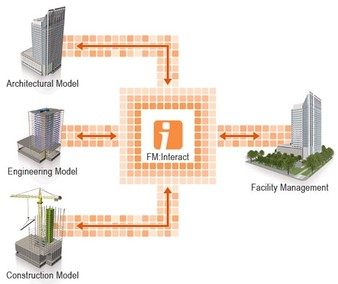 Architectural Model
i
FM:Interact
Engineering Model
Facility Management
Construction Model